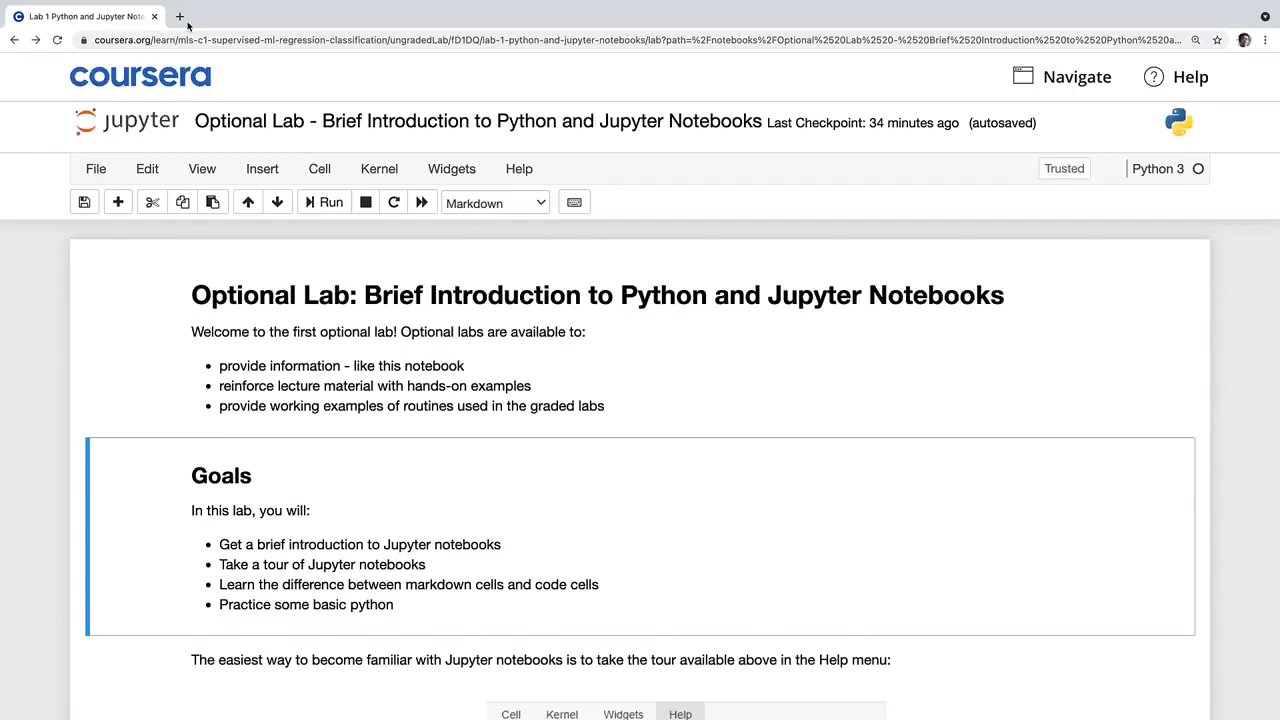 Lab 1 Python and Jupyter Note
coursera.org/learn/mls-c1-supervised-ml-regression-classification/ungradedLab/fD1DQ/lab-1-python-and-jupyter-notebooks/lab?path=%2Fnotebooks%2FOptional%2520Lab%2520-%2520Brief%2520Introduction%2520to%2520Python%2520a...
coursera
Navigate
Help
jupyter
Optional Lab - Brief Introduction to Python and Jupyter Notebooks Last Checkpoint: 34 minutes ago (autosaved)
File Edit View Insert Cell Kernel Widgets Help
Trusted
Python 3
Run
Markdown
Optional Lab: Brief Introduction to Python and Jupyter Notebooks
Welcome to the first optional lab! Optional labs are available to:
• provide information - like this notebook
• reinforce lecture material with hands-on examples
• provide working examples of routines used in the graded labs
Goals
In this lab, you will:
• Get a brief introduction to Jupyter notebooks
• Take a tour of Jupyter notebooks
• Learn the difference between markdown cells and code cells
• Practice some basic python
The easiest way to become familiar with Jupyter notebooks is to take the tour available above in the Help menu:
Cell Kernel Widgets Help